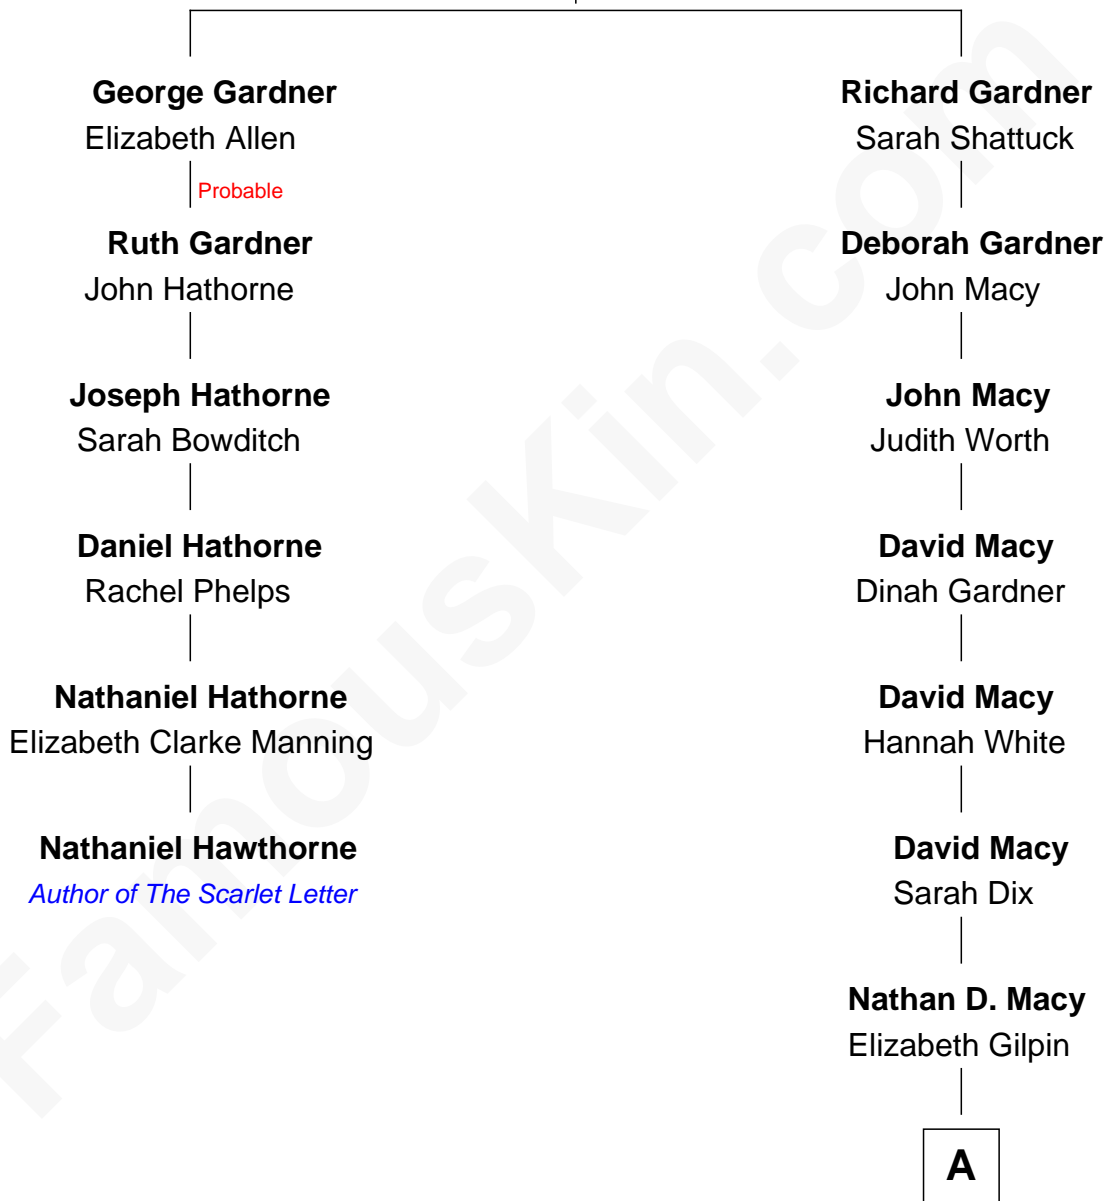 George Gardner
Elizabeth Allen
Probable
Ruth Gardner
John Hathorne
Joseph Hathorne
Sarah Bowditch
Daniel Hathorne
Rachel Phelps
Nathaniel Hathorne
Elizabeth Clarke Manning
Nathaniel Hawthorne
Author of The Scarlet Letter
Richard Gardner
Sarah Shattuck
Deborah Gardner
John Macy
John Macy
Judith Worth
David Macy
Dinah Gardner
David Macy
Hannah White
David Macy
Sarah Dix
Nathan D. Macy
Elizabeth Gilpin
A
FamousKin.com